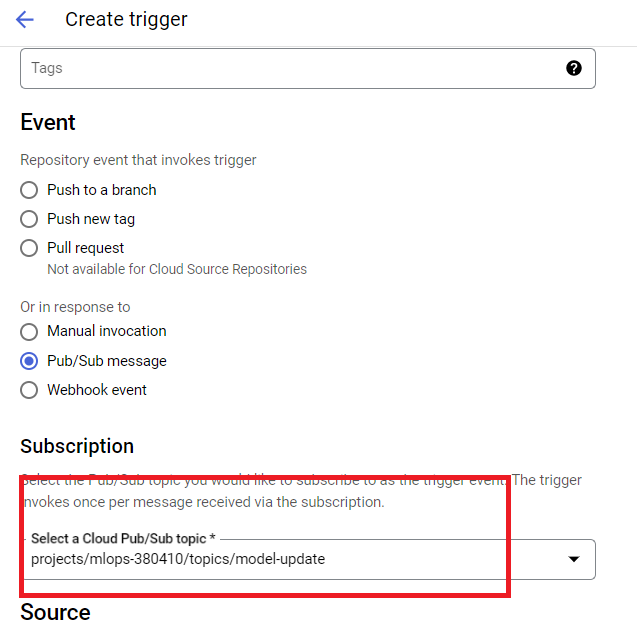 Create trigger
Tags
Event
Repository event that invokes trigger
Push to a branch
Push new tag
Pull request
Not available for Cloud Source Repositories
Or in response to
Manual invocation
Pub/Sub message
Webhook event
Subscription
Select the Pub/Sub topic you would like to subscribe to as the trigger event. The trigger
invokes once per message received via the subscription.
Select a Cloud Pub/Sub topic *
projects/mlops-380410/topics/model-update
Source